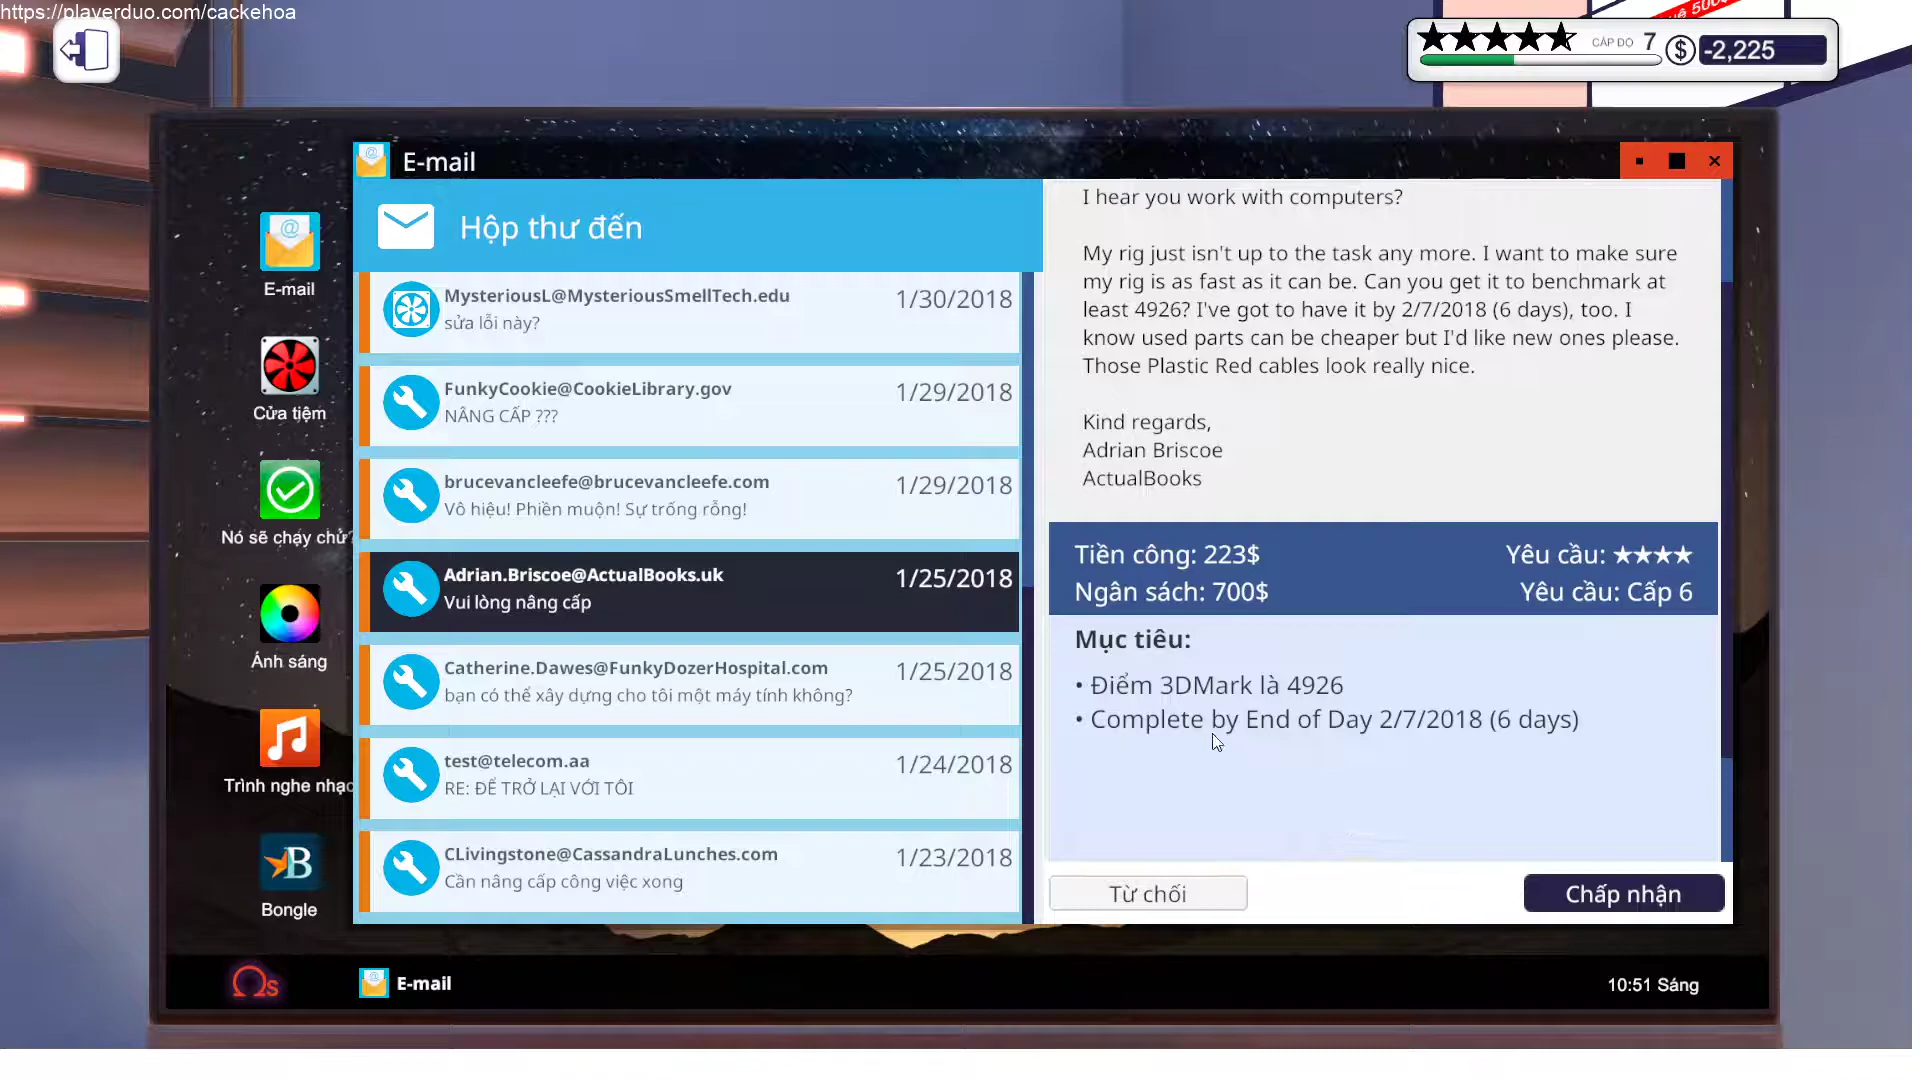 https://playerduo.com/cackehoa
CẤP ĐỘ 7
-2,225
E-mail
Hộp thư đến
MysteriousL@MysteriousSmellTech.edu 1/30/2018
sửa lỗi này?
FunkyCookie@CookieLibrary.gov 1/29/2018
NÂNG CẤP ???
brucevancleefe@brucevancleefe.com 1/29/2018
Vô hiệu! Phiền muộn! Sự trống rỗng!
Adrian.Briscoe@ActualBooks.uk 1/25/2018
Vui lòng nâng cấp
Catherine.Dawes@FunkyDozerHospital.com 1/25/2018
bạn có thể xây dựng cho tôi một máy tính không?
test@telecom.aa 1/24/2018
RE: ĐỂ TRỞ LẠI VỚI TÔI
CLivingstone@CassandraLunches.com 1/23/2018
Cần nâng cấp công việc xong
I hear you work with computers?
My rig just isn't up to the task any more. I want to make sure
my rig is as fast as it can be. Can you get it to benchmark at
least 4926? I've got to have it by 2/7/2018 (6 days), too. I
know used parts can be cheaper but I'd like new ones please.
Those Plastic Red cables look really nice.
Kind regards,
Adrian Briscoe
ActualBooks
Tiền công: 223$ Yêu cầu: ★★★★
Ngân sách: 700$ Yêu cầu: Cấp 6
Mục tiêu:
• Điểm 3DMark là 4926
• Complete by End of Day 2/7/2018 (6 days)
Từ chối
Chấp nhận
E-mail
Cửa tiệm
Nó sẽ chạy chứ?
Ánh sáng
Trình nghe nhạc
Bongle
Ωs
E-mail
10:51 Sáng